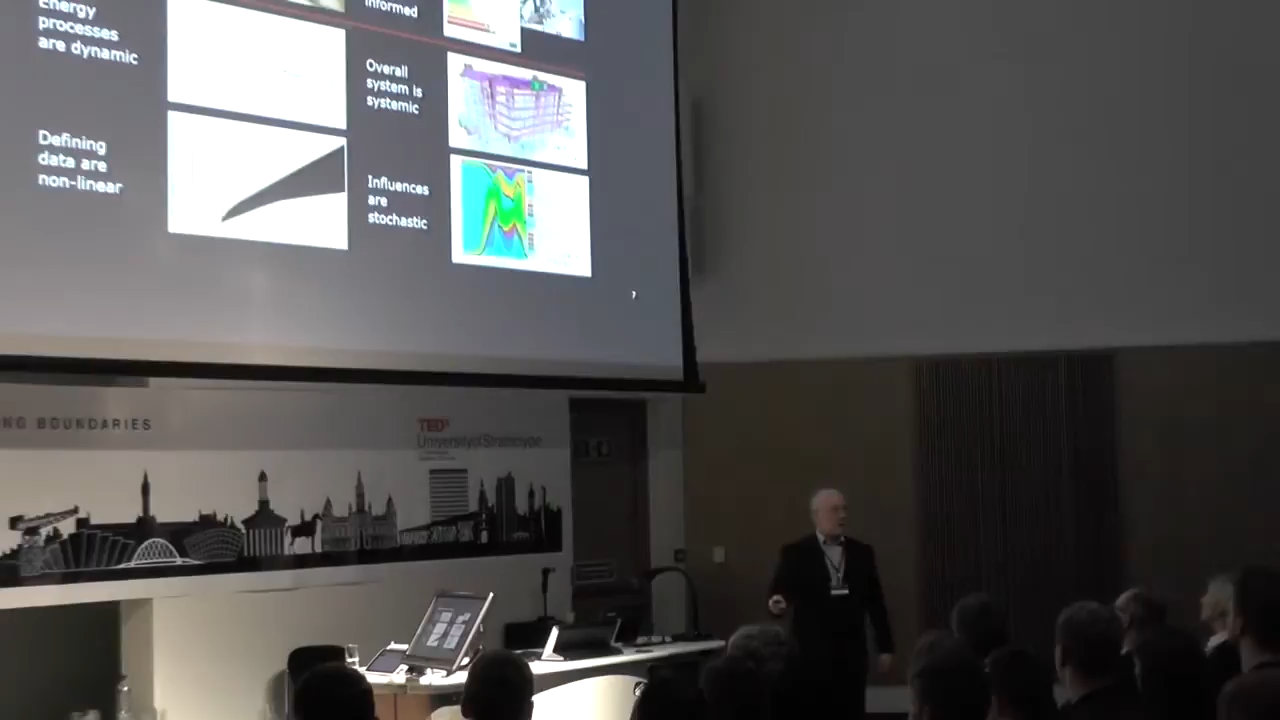 Energy
processes
are dynamic
informed
Overall
system is
systemic
Defining
data are
non-linear
Influences
are
stochastic
7
NG BOUNDARIES
TEDx
UniversityofStrathclyde